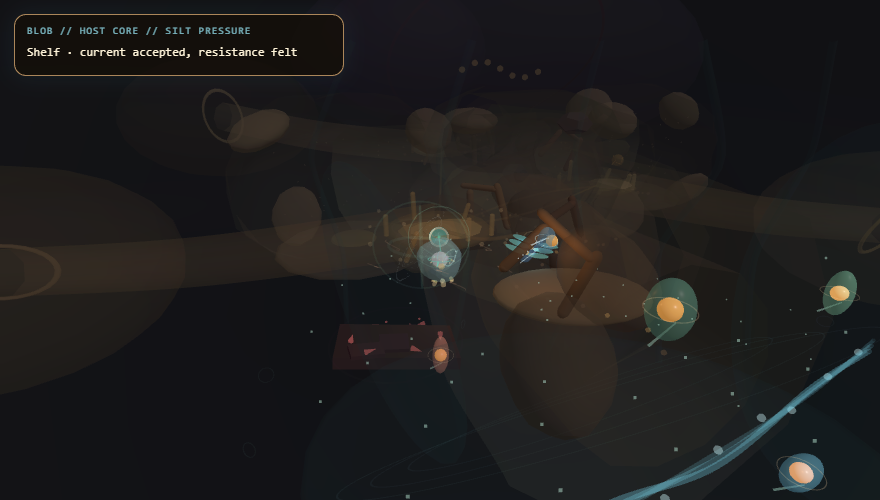 BLOB // HOST CORE // SILT PRESSURE
Shelf · current accepted, resistance felt